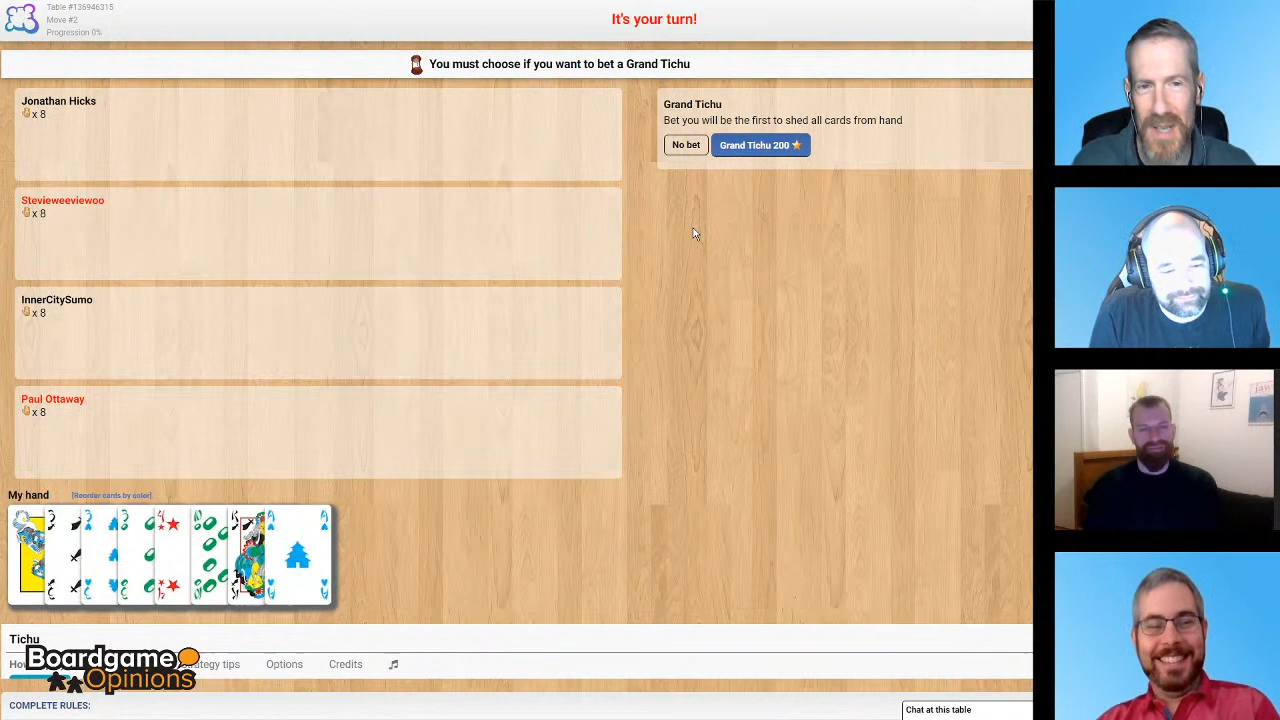 Table #136946315
Move #2
Progression 0%
It's your turn!
You must choose if you want to bet a Grand Tichu
Jonathan Hicks
x 8
Grand Tichu
Bet you will be the first to shed all cards from hand
No bet
Grand Tichu 200
Stevieweeviewoo
x 8
InnerCitySumo
x 8
Paul Ottaway
x 8
My hand
[Reorder cards by color]
Tichu
tegy tips
Options
Credits
Boardgame
Opinions
COMPLETE RULES:
Chat at this table